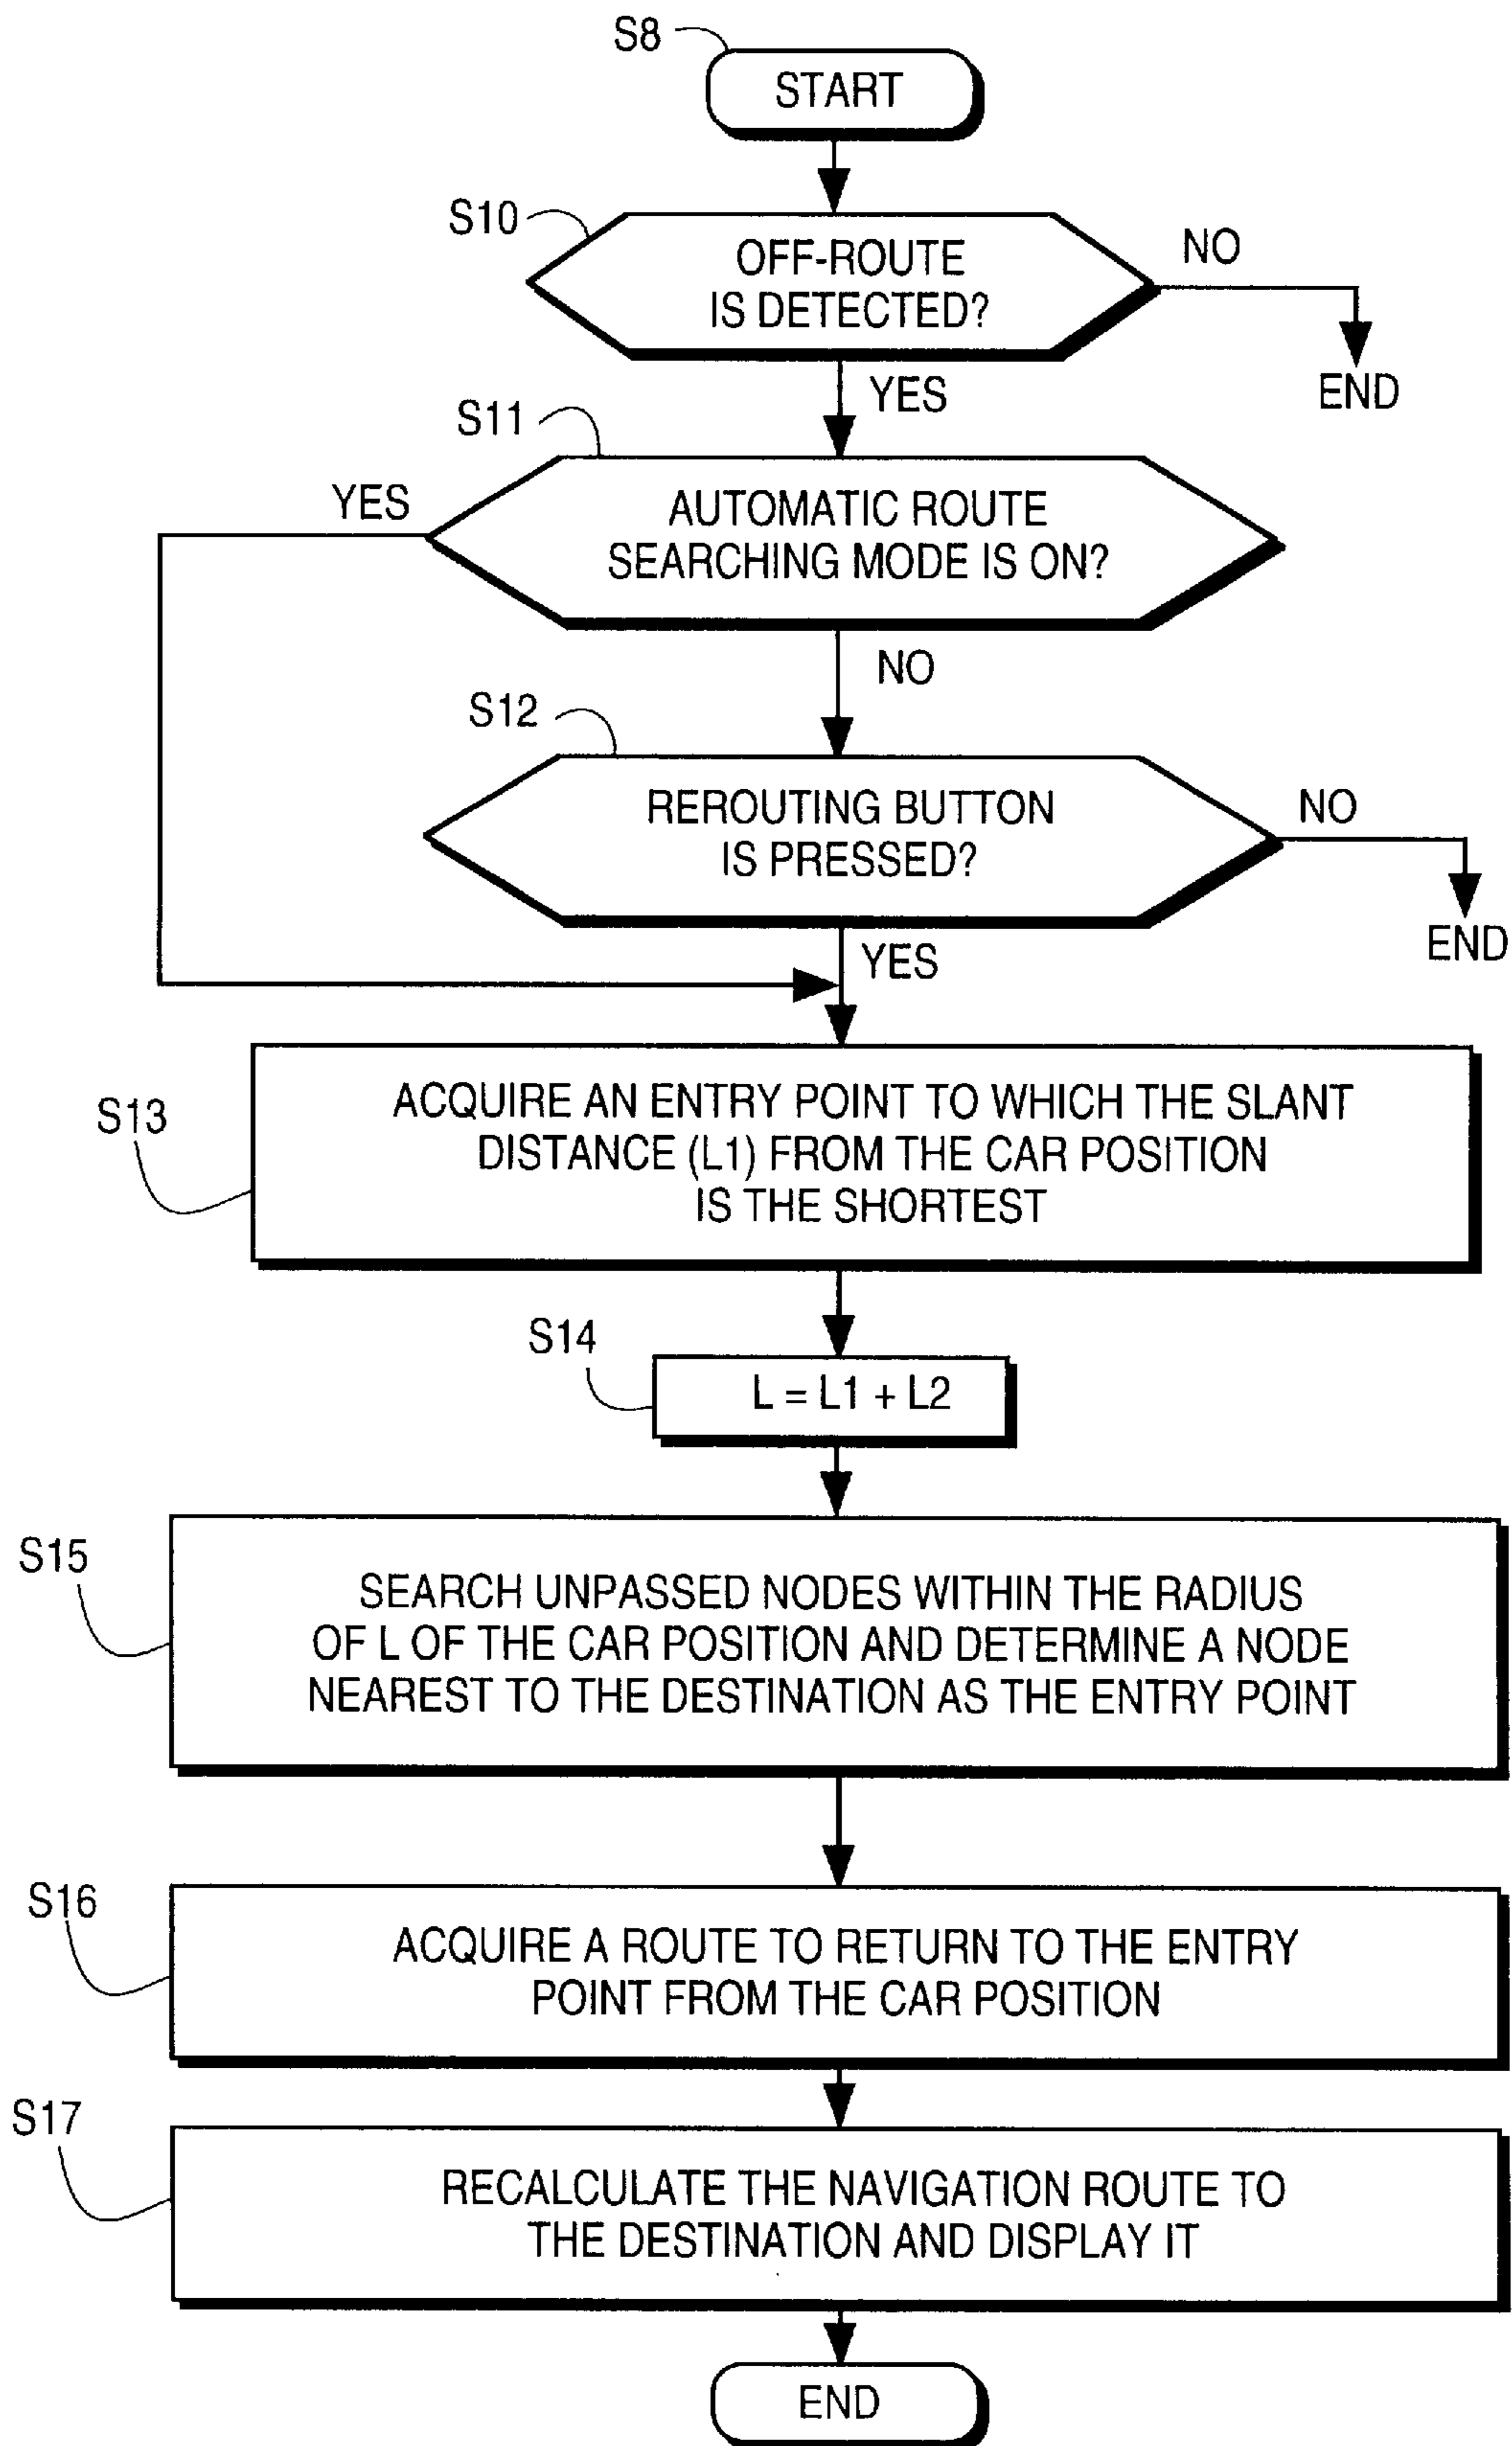 S8
START
S10
OFF-ROUTE
IS DETECTED?
NO
END
YES
S11
YES
AUTOMATIC ROUTE
SEARCHING MODE IS ON?
NO
S12
REROUTING BUTTON
IS PRESSED?
NO
END
YES
S13
ACQUIRE AN ENTRY POINT TO WHICH THE SLANT
DISTANCE (L1) FROM THE CAR POSITION
IS THE SHORTEST
S14
L = L1 + L2
S15
SEARCH UNPASSED NODES WITHIN THE RADIUS
OF L OF THE CAR POSITION AND DETERMINE A NODE
NEAREST TO THE DESTINATION AS THE ENTRY POINT
S16
ACQUIRE A ROUTE TO RETURN TO THE ENTRY
POINT FROM THE CAR POSITION
S17
RECALCULATE THE NAVIGATION ROUTE TO
THE DESTINATION AND DISPLAY IT
END